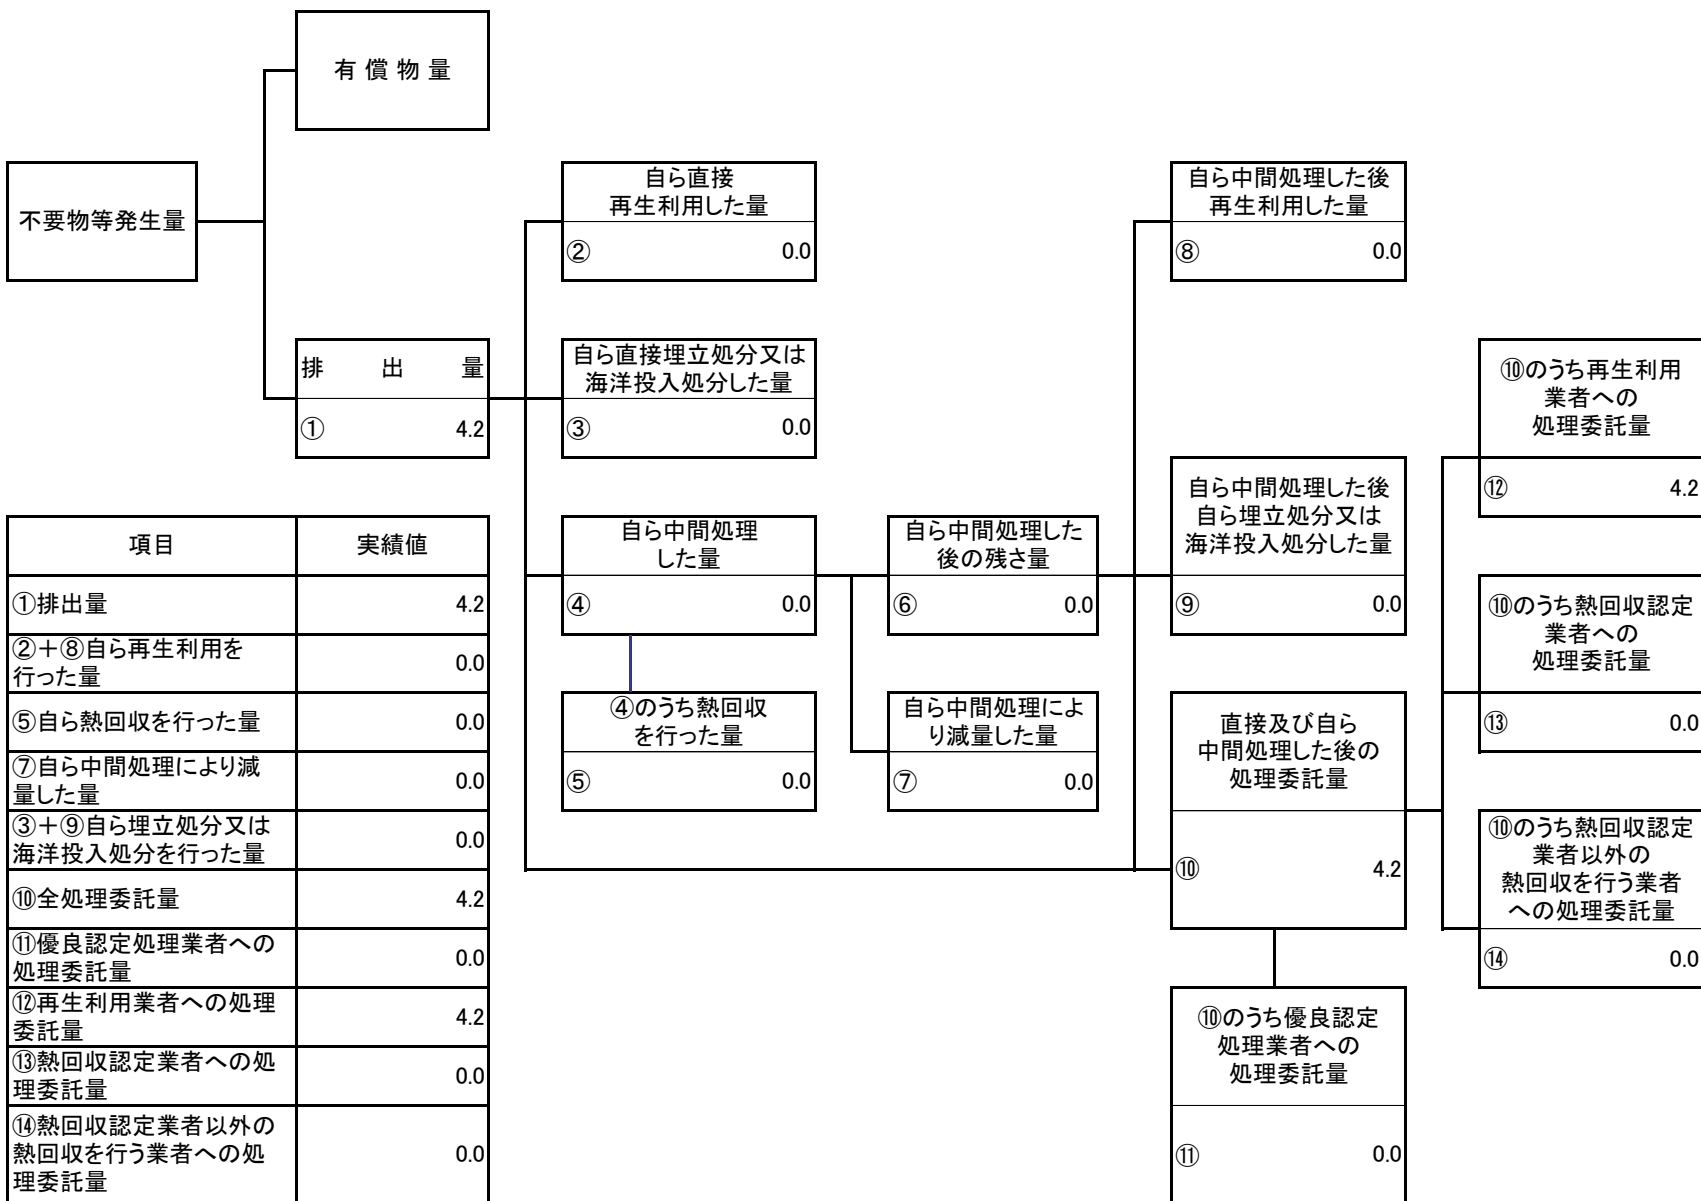 有 償 物 量
不要物等発生量
自ら直接
再生利用した量
② 0.0
自ら中間処理した後
再生利用した量
⑧ 0.0
排 出 量
① 4.2
自ら直接埋立処分又は
海洋投入処分した量
③ 0.0
⑩のうち再生利用
業者への
処理委託量
⑫ 4.2
自ら中間処理
した量
④ 0.0
自ら中間処理した
後の残さ量
⑥ 0.0
自ら中間処理した後
自ら埋立処分又は
海洋投入処分した量
⑨ 0.0
⑩のうち熱回収認定
業者への
処理委託量
⑬ 0.0
④のうち熱回収
を行った量
⑤ 0.0
自ら中間処理によ
り減量した量
⑦ 0.0
直接及び自ら
中間処理した後の
処理委託量
⑩ 4.2
⑩のうち熱回収認定
業者以外の
熱回収を行う業者
への処理委託量
⑭ 0.0
⑩のうち優良認定
処理業者への
処理委託量
⑪ 0.0
項目 実績値
①排出量 4.2
②+⑧自ら再生利用を
行った量 0.0
⑤自ら熱回収を行った量 0.0
⑦自ら中間処理により減
量した量 0.0
③+⑨自ら埋立処分又は
海洋投入処分を行った量 0.0
⑩全処理委託量 4.2
⑪優良認定処理業者への
処理委託量 0.0
⑫再生利用業者への処理
委託量 4.2
⑬熱回収認定業者への処
理委託量 0.0
⑭熱回収認定業者以外の
熱回収を行う業者への処
理委託量 0.0